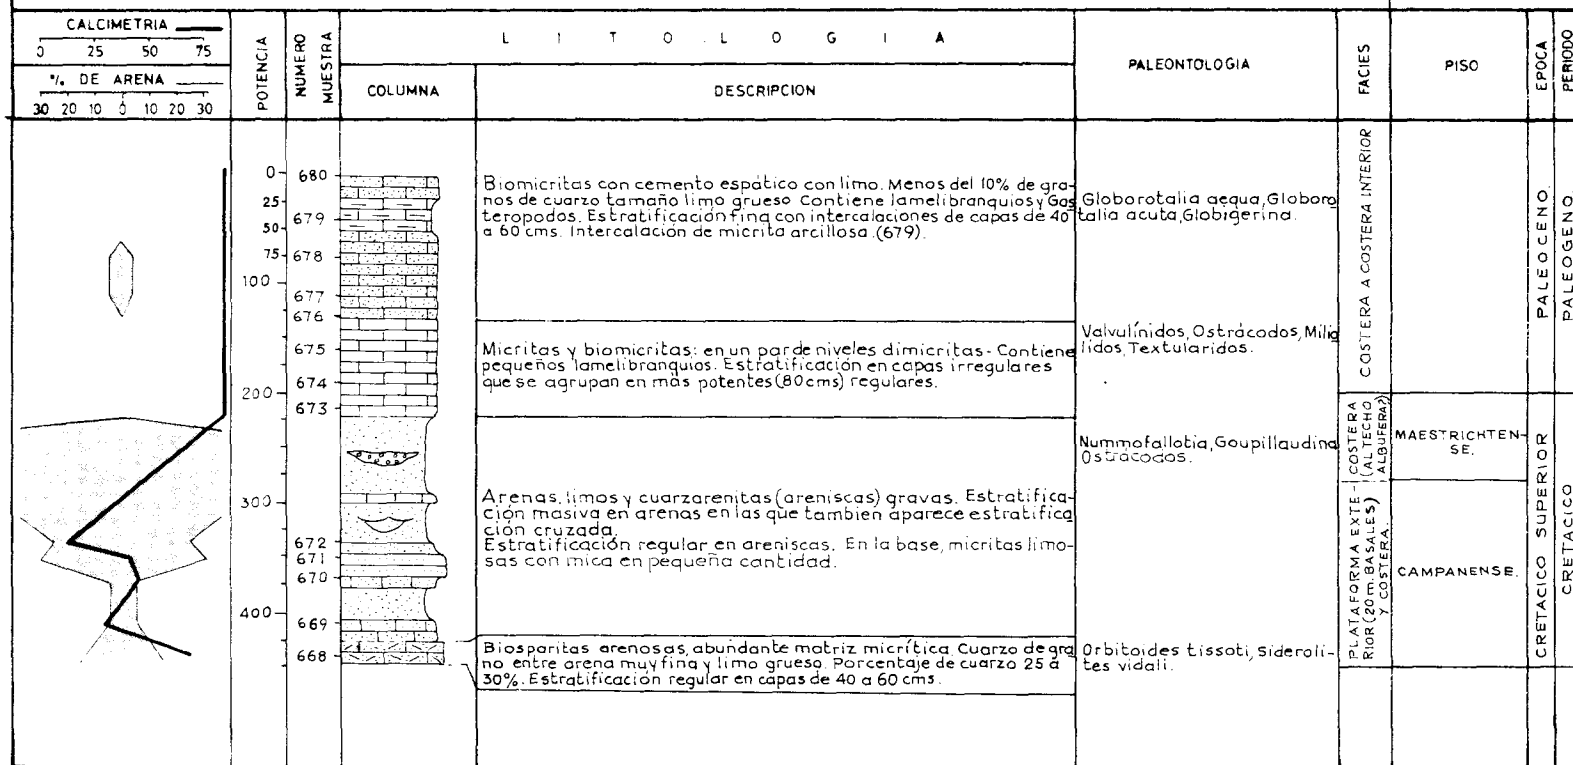 CALCIMETRIA
0 25 50 75
% DE ARENA
30 20 10 0 10 20 30
POTENCIA
NUMERO MUESTRA
L I T O L O G I A
COLUMNA
DESCRIPCION
PALEONTOLOGIA
FACIES
PISO
EPOCA
PERIODO
0
25
50
75
100
200
300
400
680
679
678
677
676
675
674
673
672
671
670
669
668
Biomicritas con cemento espático con limo. Menos del 10% de gra-
nos de cuarzo tamaño limo grueso Contiene lamelibranquios y Gas
teropodos. Estratificación fina con intercalaciones de capas de 40
a 60 cms. Intercalación de micrita arcillosa.(679).
Micritas y biomicritas: en un par de niveles dimicritas- Contiene
pequeños lamelibranquios. Estratificación en capas irregulares
que se agrupan en más potentes (80cms) regulares.
Arenas, limos y cuarzarenitas (areniscas) gravas. Estratifica-
ción masiva en arenas en las que tambien aparece estratifica
ción cruzada.
Estratificación regular en areniscas. En la base, micritas limo-
sas con mica en pequeña cantidad.
Biosparitas arenosas, abundante matriz micrítica. Cuarzo de gra
no entre arena muy fina y limo grueso. Porcentaje de cuarzo 25 á
30%. Estratificación regular en capas de 40 a 60 cms.
Globorotalia aequa, Globoro
talia acuta, Globigerina.
Valvulínidos, Ostrácodos, Milio
lidos, Textularidos.
Nummofallotia, Goupillaudina
Ostrácodos.
Orbitoides tissoti, Sideroli-
tes vidali.
COSTERA A COSTERA INTERIOR
COSTERA
(AL TECHO
ALBUFERA?)
PLATAFORMA EXTE-
RIOR (20 m. BASALES)
Y COSTERA.
MAESTRICHTEN-
SE.
CAMPANENSE.
PALEOCENO.
CRETACICO SUPERIOR
PALEOGENO.
CRETACICO